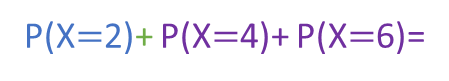 P(X=2)+ P(X=4)+ P(X=6)=